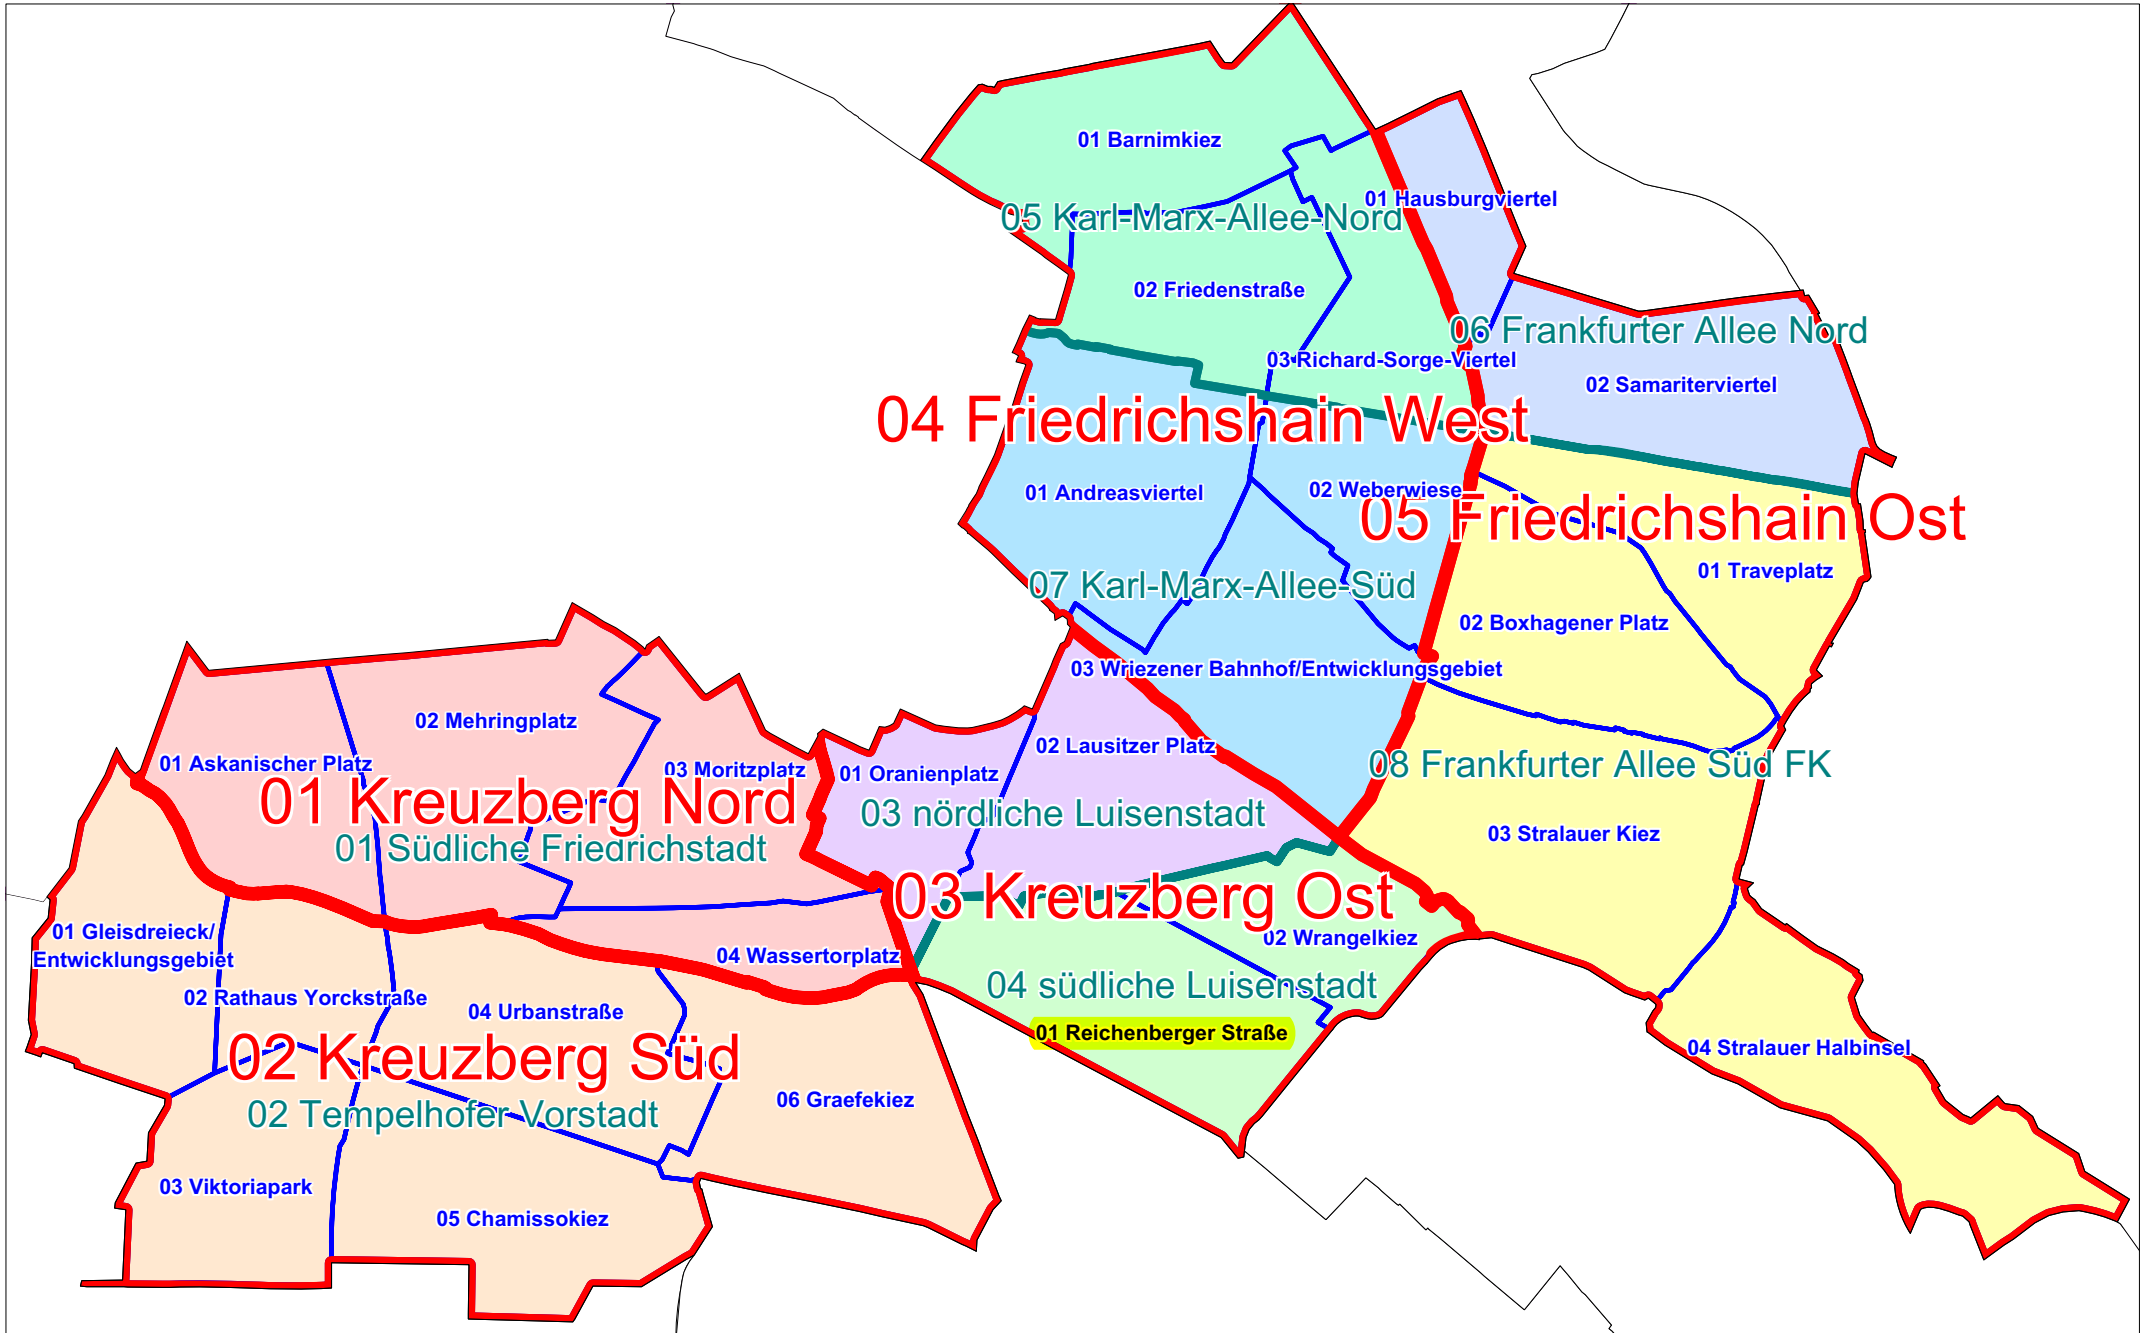 01 Barnimkiez
01 Hausburgviertel
05 Karl-Marx-Allee-Nord
02 Friedenstraße
06 Frankfurter Allee Nord
03 Richard-Sorge-Viertel
02 Samariterviertel
04 Friedrichshain West
01 Andreasviertel
02 Weberwiese
05 Friedrichshain Ost
01 Traveplatz
07 Karl-Marx-Allee-Süd
02 Boxhagener Platz
03 Wriezener Bahnhof/Entwicklungsgebiet
02 Mehringplatz
02 Lausitzer Platz
01 Askanischer Platz
03 Moritzplatz
01 Oranienplatz
08 Frankfurter Allee Süd FK
01 Kreuzberg Nord
03 nördliche Luisenstadt
03 Stralauer Kiez
01 Südliche Friedrichstadt
03 Kreuzberg Ost
01 Gleisdreieck/
Entwicklungsgebiet
02 Wrangelkiez
04 Wassertorplatz
04 südliche Luisenstadt
02 Rathaus Yorckstraße
04 Urbanstraße
01 Reichenberger Straße
04 Stralauer Halbinsel
02 Kreuzberg Süd
06 Graefekiez
02 Tempelhofer Vorstadt
03 Viktoriapark
05 Chamissokiez